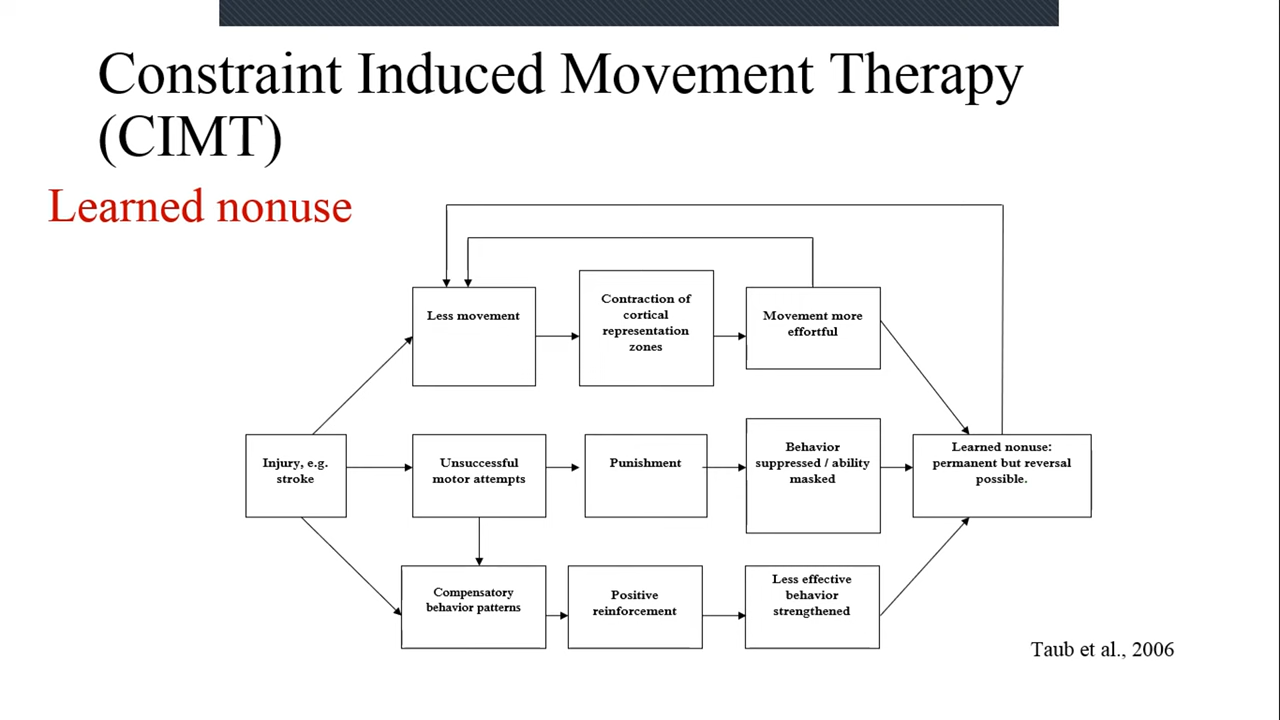 Constraint Induced Movement Therapy
(CIMT)
Learned nonuse
Less movement
Contraction of
cortical
representation
zones
Movement more
effortful
Injury, e.g.
stroke
Unsuccessful
motor attempts
Punishment
Behavior
suppressed / ability
masked
Learned nonuse:
permanent but reversal
possible.
Compensatory
behavior patterns
Positive
reinforcement
Less effective
behavior
strengthened
Taub et al., 2006